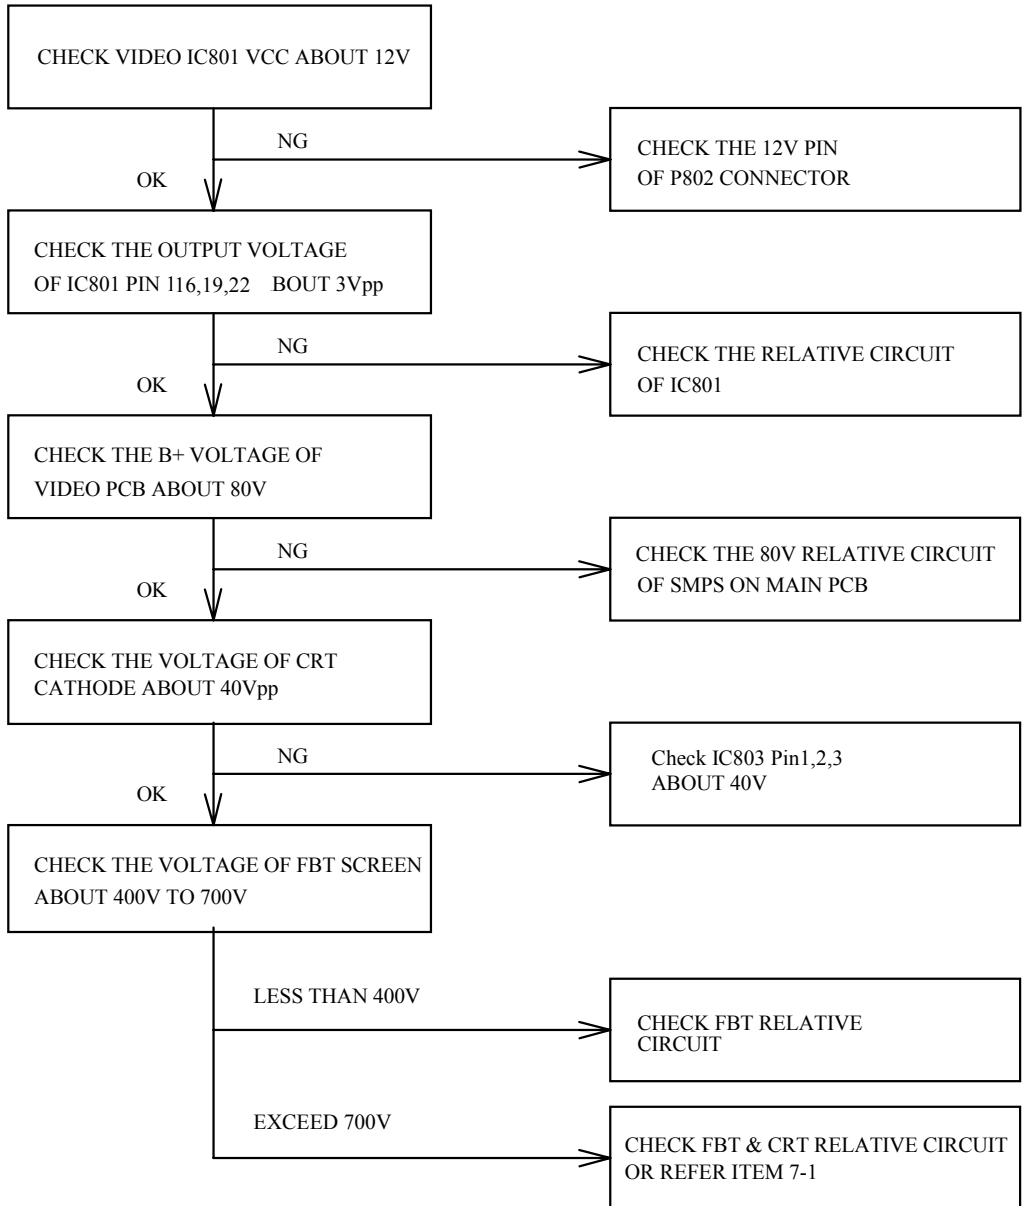 CHECK VIDEO IC801 VCC ABOUT 12V
NG
CHECK THE 12V PIN
OF P802 CONNECTOR
OK
CHECK THE OUTPUT VOLTAGE
OF IC801 PIN 116,19,22 BOUT 3Vpp
NG
CHECK THE RELATIVE CIRCUIT
OF IC801
OK
CHECK THE B+ VOLTAGE OF
VIDEO PCB ABOUT 80V
NG
CHECK THE 80V RELATIVE CIRCUIT
OF SMPS ON MAIN PCB
OK
CHECK THE VOLTAGE OF CRT
CATHODE ABOUT 40Vpp
NG
Check IC803 Pin1,2,3
ABOUT 40V
OK
CHECK THE VOLTAGE OF FBT SCREEN
ABOUT 400V TO 700V
LESS THAN 400V
CHECK FBT RELATIVE
CIRCUIT
EXCEED 700V
CHECK FBT & CRT RELATIVE CIRCUIT
OR REFER ITEM 7-1